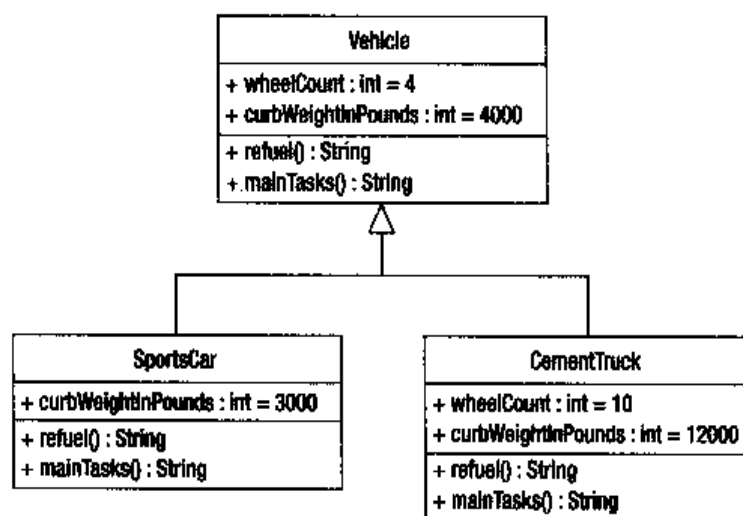 Vehicle
+ wheelCount : int = 4
+ curbWeightInPounds : int = 4000
+ refuel() : String
+ mainTasks() : String
SportsCar
+ curbWeightInPounds : int = 3000
+ refuel() : String
+ mainTasks() : String
CementTruck
+ wheelCount : int = 10
+ curbWeightInPounds : int = 12000
+ refuel() : String
+ mainTasks() : String